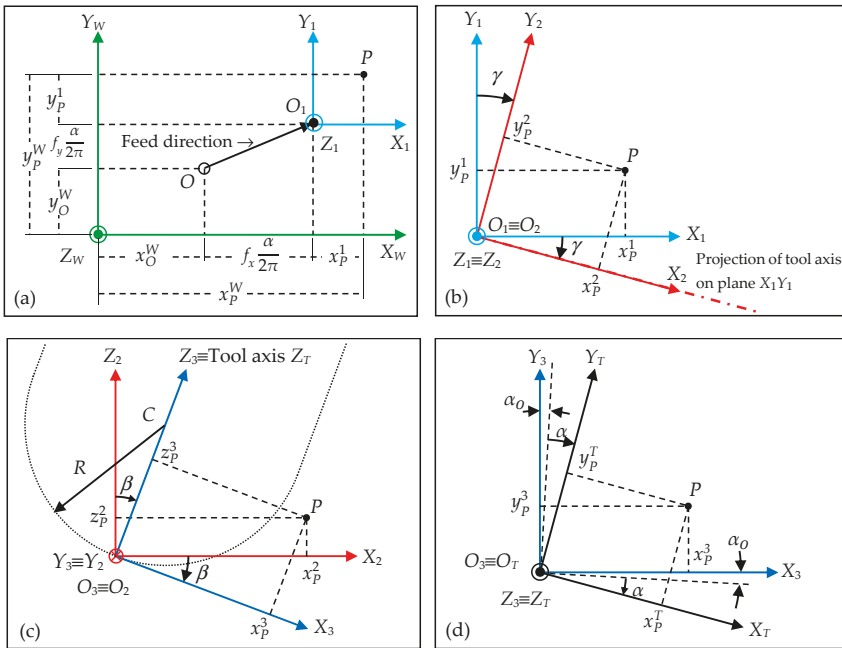 Y_W
Y_1
P
y_P^1
O_1
Feed direction →
Z_1
X_1
f_y α/2π
y_P^W
O
y_O^W
Z_W
X_W
x_O^W
f_x α/2π
x_P^1
x_P^W
(a)
Y_1
Y_2
γ
y_P^2
P
y_P^1
O_1≡O_2
X_1
Z_1≡Z_2
γ
x_P^1
x_P^2
X_2
Projection of tool axis
on plane X_1Y_1
(b)
Z_2
Z_3≡Tool axis Z_T
C
z_P^3
R
β
P
z_P^2
Y_3≡Y_2
X_2
O_3≡O_2
β
x_P^2
x_P^3
X_3
(c)
Y_3
Y_T
α_O
α
y_P^T
P
y_P^3
O_3≡O_T
x_P^3
α_O
X_3
Z_3≡Z_T
α
x_P^T
X_T
(d)